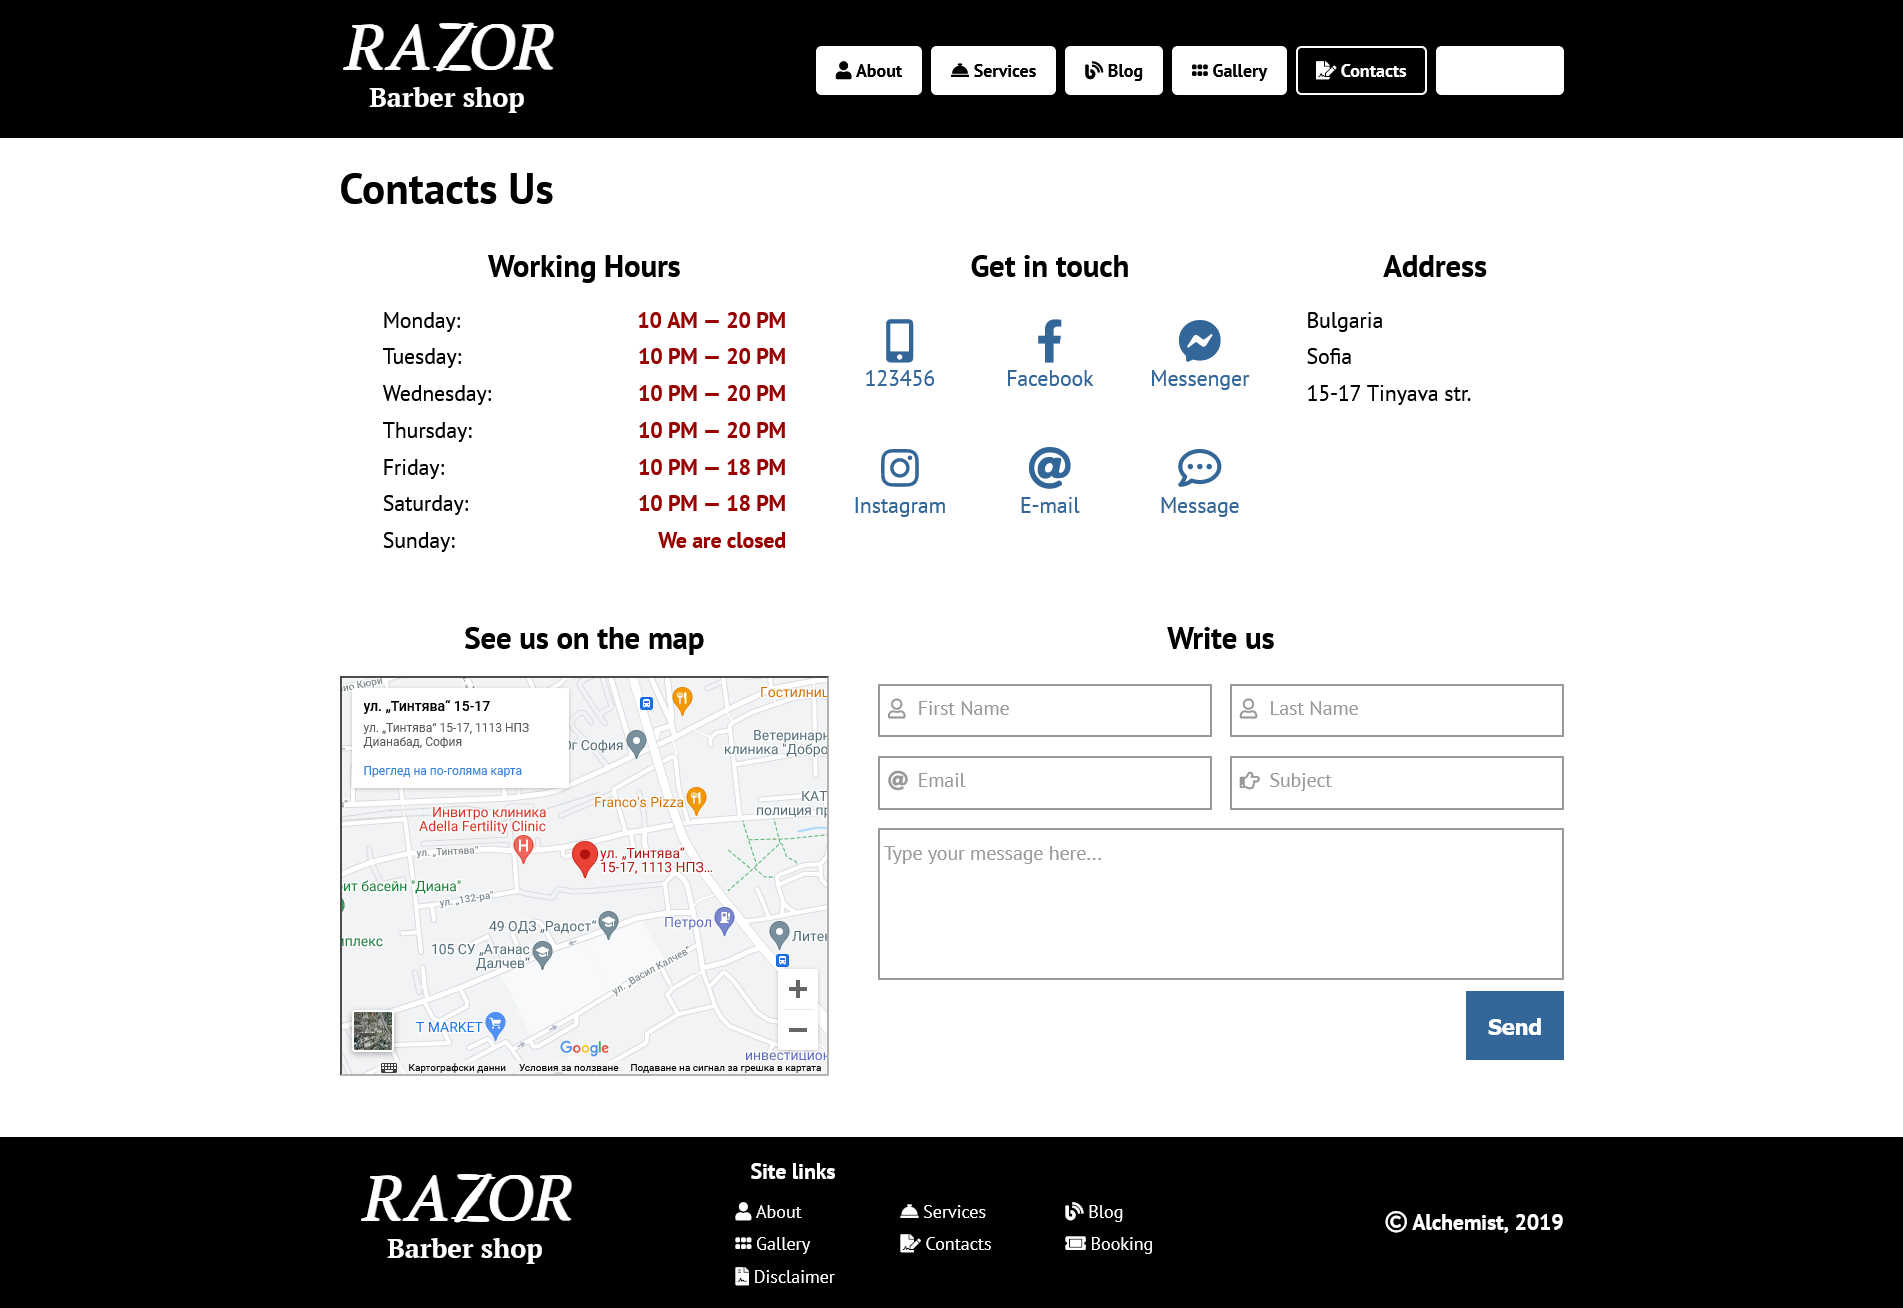 RAZOR
Barber shop
About
Services
Blog
Gallery
Contacts
Contacts Us
Working Hours
Monday: 10 AM — 20 PM
Tuesday: 10 PM — 20 PM
Wednesday: 10 PM — 20 PM
Thursday: 10 PM — 20 PM
Friday: 10 PM — 18 PM
Saturday: 10 PM — 18 PM
Sunday: We are closed
Get in touch
123456
Facebook
Messenger
Instagram
E-mail
Message
Address
Bulgaria
Sofia
15-17 Tinyava str.
See us on the map
ул. „Тинтява“ 15-17
ул. „Тинтява“ 15-17, 1113 НПЗ
Дианабад, София
Преглед на по-голяма карта
Кюри
Гостилниц
Ог София
Ветеринарн
клиника "Добро
Franco's Pizza
КАТ
полиция пр
Инвитро клиника
Adella Fertility Clinic
ул. „Тинтява“
ул. „Тинтява“
15-17, 1113 НПЗ...
ит басейн "Диана"
ул. „132-ра“
49 ОДЗ „Радост“
Петрол
Литек
мплекс
105 СУ „Атанас
Далчев“
ул. „Васил Калчев“
T MARKET
Google
инвестицион
Картографски данни
Условия за ползване
Подаване на сигнал за грешка в картата
Write us
First Name
Last Name
Email
Subject
Type your message here...
Send
RAZOR
Barber shop
Site links
About
Services
Blog
Gallery
Contacts
Booking
Disclaimer
© Alchemist, 2019